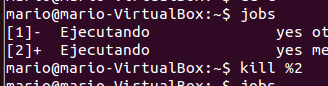 mario@mario-VirtualBox:~$ jobs
[1]-  Ejecutando              yes ot
[2]+  Ejecutando              yes me
mario@mario-VirtualBox:~$ kill %2
mario@mario-VirtualBox:~$ jobs